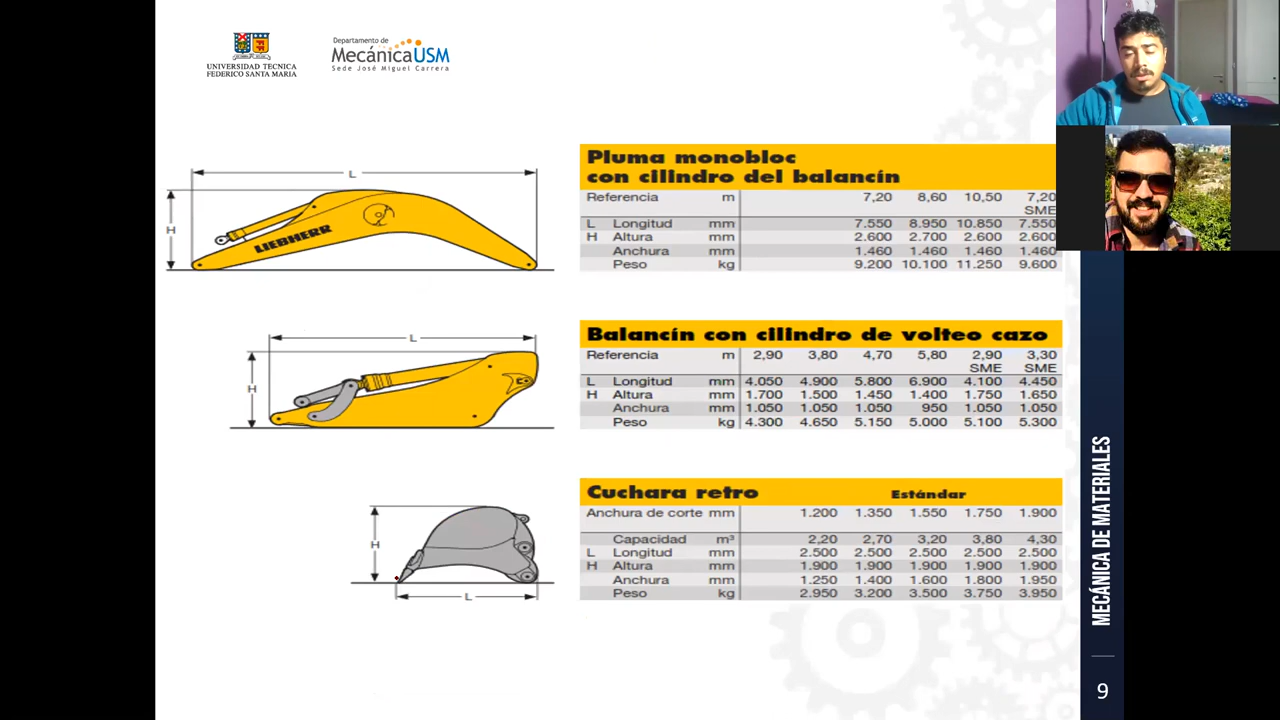 UNIVERSIDAD TECNICA
FEDERICO SANTA MARIA
Departamento de
MecánicaUSM
Sede José Miguel Carrera
L
H
LIEBHERR
Pluma monobloc
con cilindro del balancín
Referencia m 7,20 8,60 10,50 7,20
SME
L Longitud mm 7.550 8.950 10.850 7.550
H Altura mm 2.600 2.700 2.600 2.600
Anchura mm 1.460 1.460 1.460 1.460
Peso kg 9.200 10.100 11.250 9.600
L
H
Balancín con cilindro de volteo cazo
Referencia m 2,90 3,80 4,70 5,80 2,90 3,30
SME SME
L Longitud mm 4.050 4.900 5.800 6.900 4.100 4.450
H Altura mm 1.700 1.500 1.450 1.400 1.750 1.650
Anchura mm 1.050 1.050 1.050 950 1.050 1.050
Peso kg 4.300 4.650 5.150 5.000 5.100 5.300
H
L
Cuchara retro Estándar
Anchura de corte mm 1.200 1.350 1.550 1.750 1.900
Capacidad m³ 2,20 2,70 3,20 3,80 4,30
L Longitud mm 2.500 2.500 2.500 2.500 2.500
H Altura mm 1.900 1.900 1.900 1.900 1.900
Anchura mm 1.250 1.400 1.600 1.800 1.950
Peso kg 2.950 3.200 3.500 3.750 3.950
MECÁNICA DE MATERIALES
9